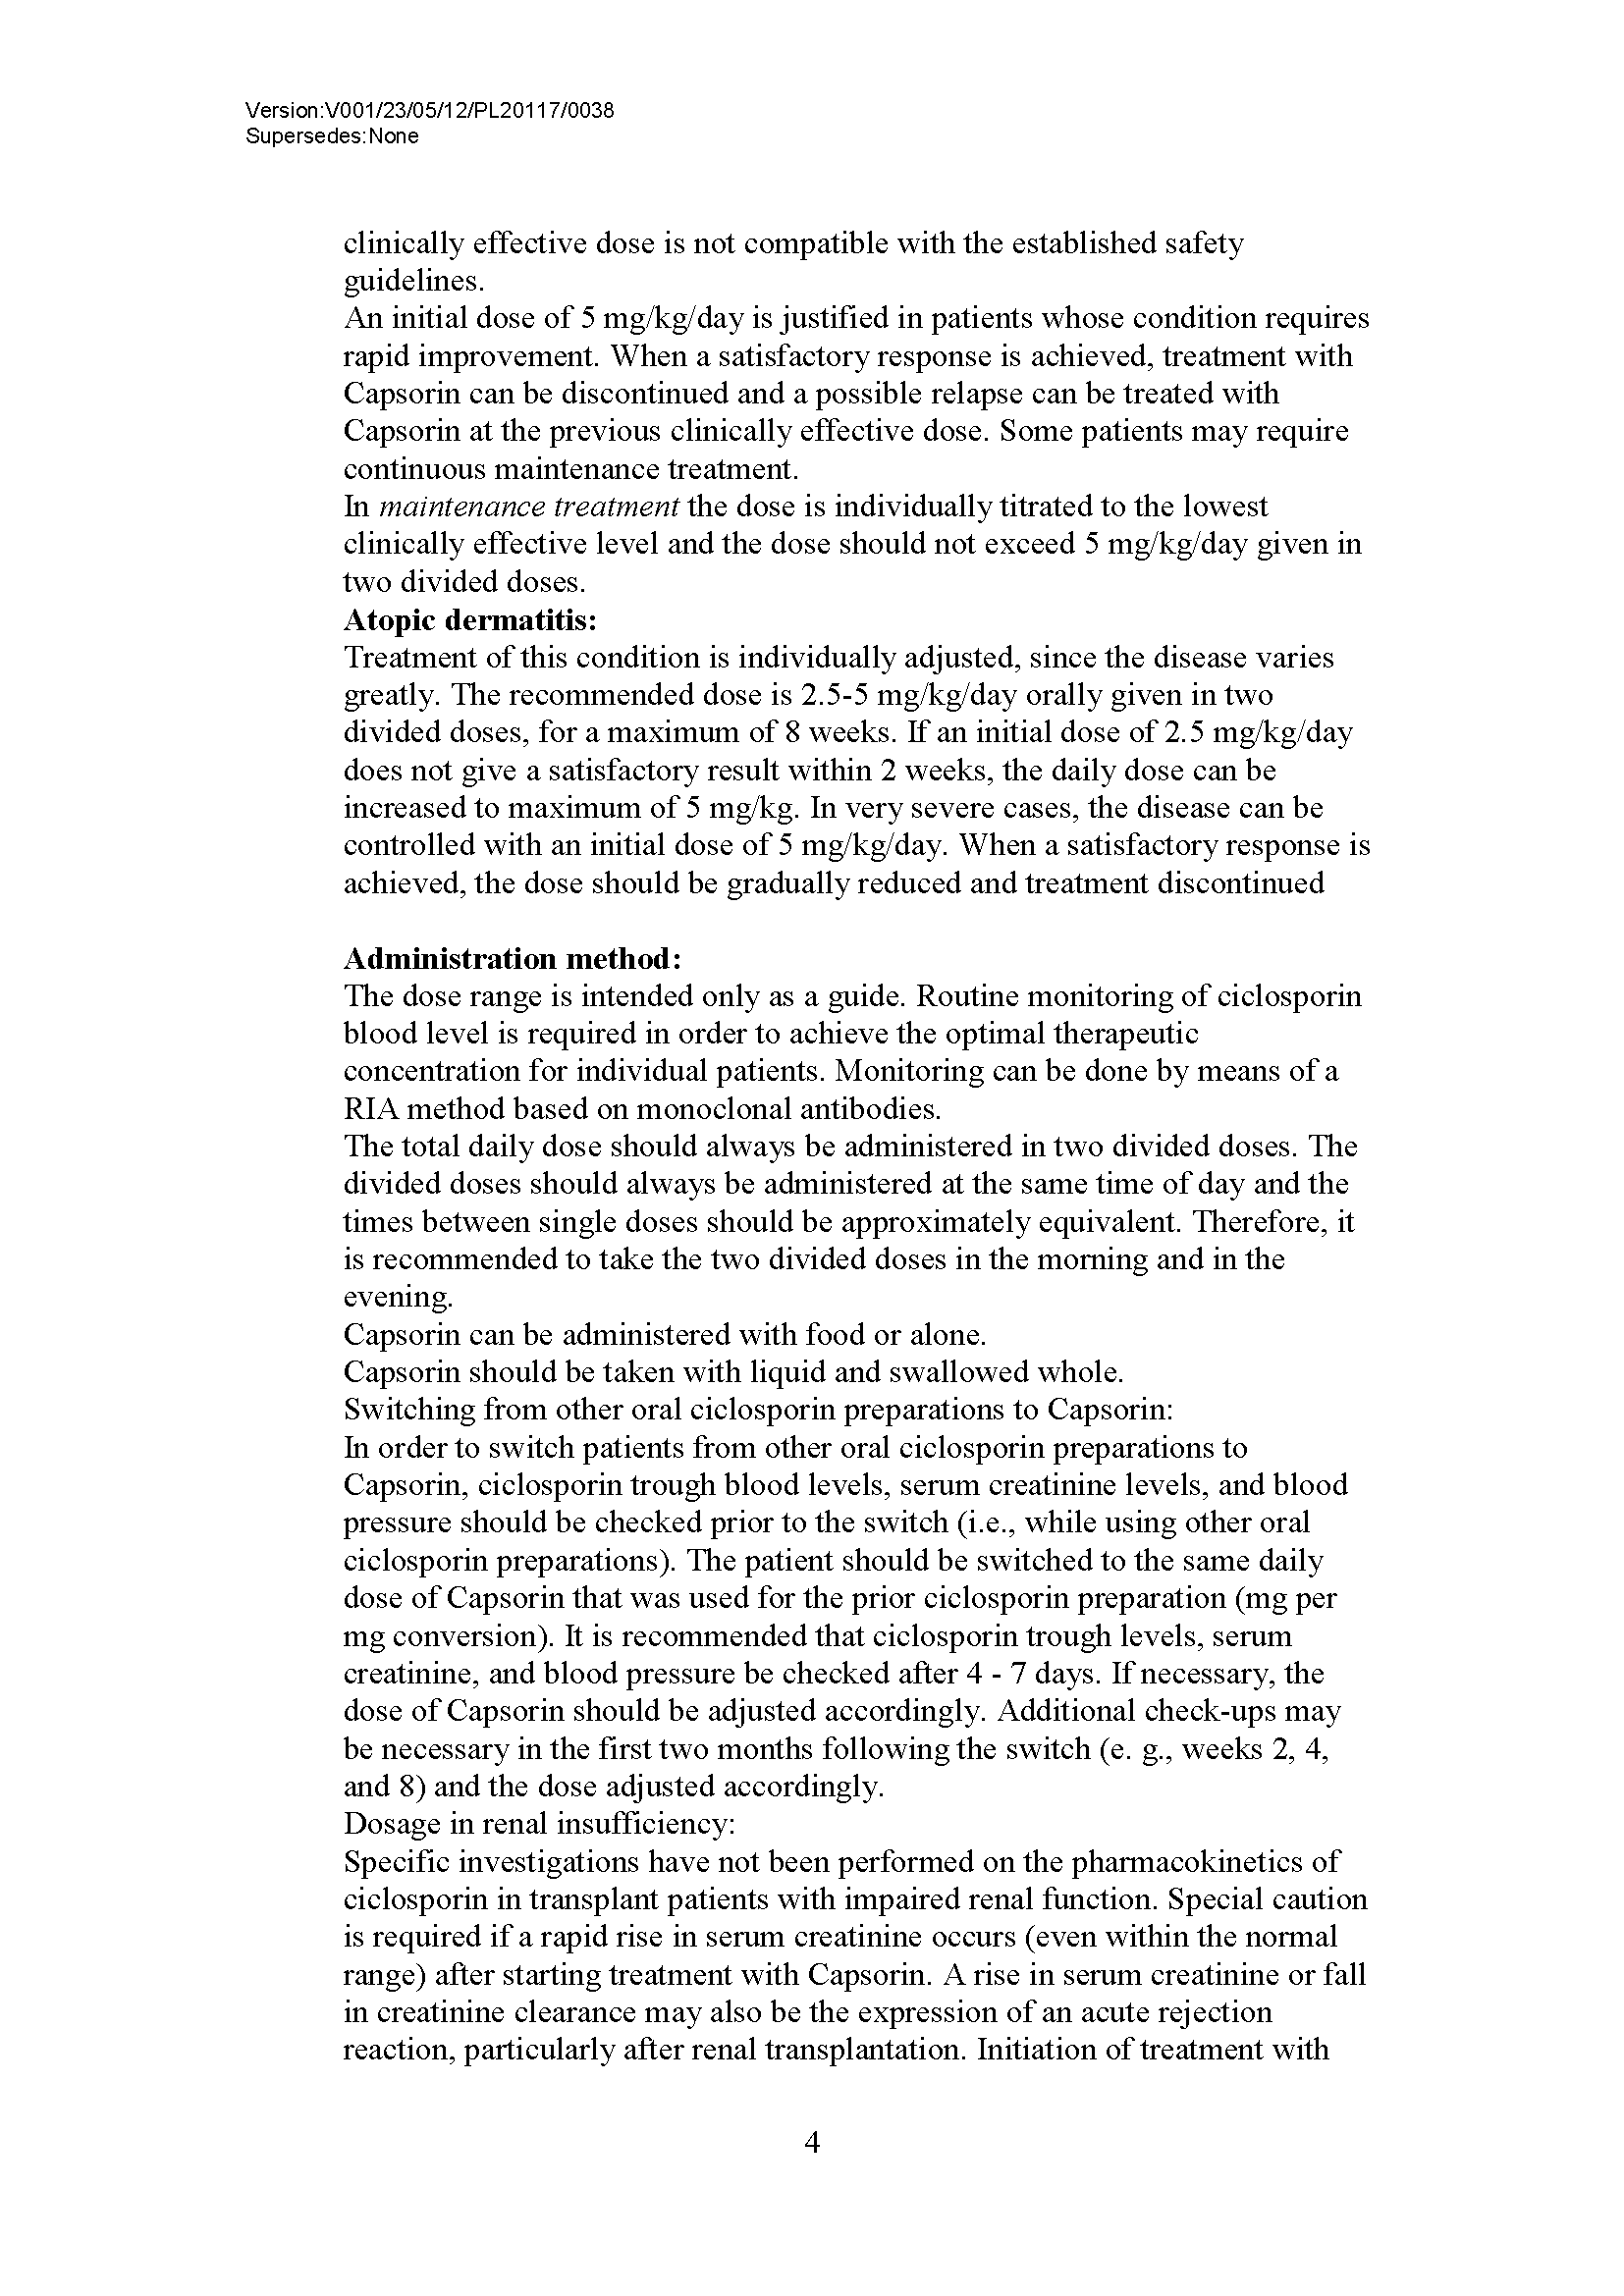 Version:V001/23/05/12/PL20117/0038
Supersedes:None
clinically effective dose is not compatible with the established safety
guidelines.
An initial dose of 5 mg/kg/day is justified in patients whose condition requires
rapid improvement. When a satisfactory response is achieved, treatment with
Capsorin can be discontinued and a possible relapse can be treated with
Capsorin at the previous clinically effective dose. Some patients may require
continuous maintenance treatment.
In maintenance treatment the dose is individually titrated to the lowest
clinically effective level and the dose should not exceed 5 mg/kg/day given in
two divided doses.
Atopic dermatitis:
Treatment of this condition is individually adjusted, since the disease varies
greatly. The recommended dose is 2.5-5 mg/kg/day orally given in two
divided doses, for a maximum of 8 weeks. If an initial dose of 2.5 mg/kg/day
does not give a satisfactory result within 2 weeks, the daily dose can be
increased to maximum of 5 mg/kg. In very severe cases, the disease can be
controlled with an initial dose of 5 mg/kg/day. When a satisfactory response is
achieved, the dose should be gradually reduced and treatment discontinued
Administration method:
The dose range is intended only as a guide. Routine monitoring of ciclosporin
blood level is required in order to achieve the optimal therapeutic
concentration for individual patients. Monitoring can be done by means of a
RIA method based on monoclonal antibodies.
The total daily dose should always be administered in two divided doses. The
divided doses should always be administered at the same time of day and the
times between single doses should be approximately equivalent. Therefore, it
is recommended to take the two divided doses in the morning and in the
evening.
Capsorin can be administered with food or alone.
Capsorin should be taken with liquid and swallowed whole.
Switching from other oral ciclosporin preparations to Capsorin:
In order to switch patients from other oral ciclosporin preparations to
Capsorin, ciclosporin trough blood levels, serum creatinine levels, and blood
pressure should be checked prior to the switch (i.e., while using other oral
ciclosporin preparations). The patient should be switched to the same daily
dose of Capsorin that was used for the prior ciclosporin preparation (mg per
mg conversion). It is recommended that ciclosporin trough levels, serum
creatinine, and blood pressure be checked after 4 - 7 days. If necessary, the
dose of Capsorin should be adjusted accordingly. Additional check-ups may
be necessary in the first two months following the switch (e. g., weeks 2, 4,
and 8) and the dose adjusted accordingly.
Dosage in renal insufficiency:
Specific investigations have not been performed on the pharmacokinetics of
ciclosporin in transplant patients with impaired renal function. Special caution
is required if a rapid rise in serum creatinine occurs (even within the normal
range) after starting treatment with Capsorin. A rise in serum creatinine or fall
in creatinine clearance may also be the expression of an acute rejection
reaction, particularly after renal transplantation. Initiation of treatment with
4